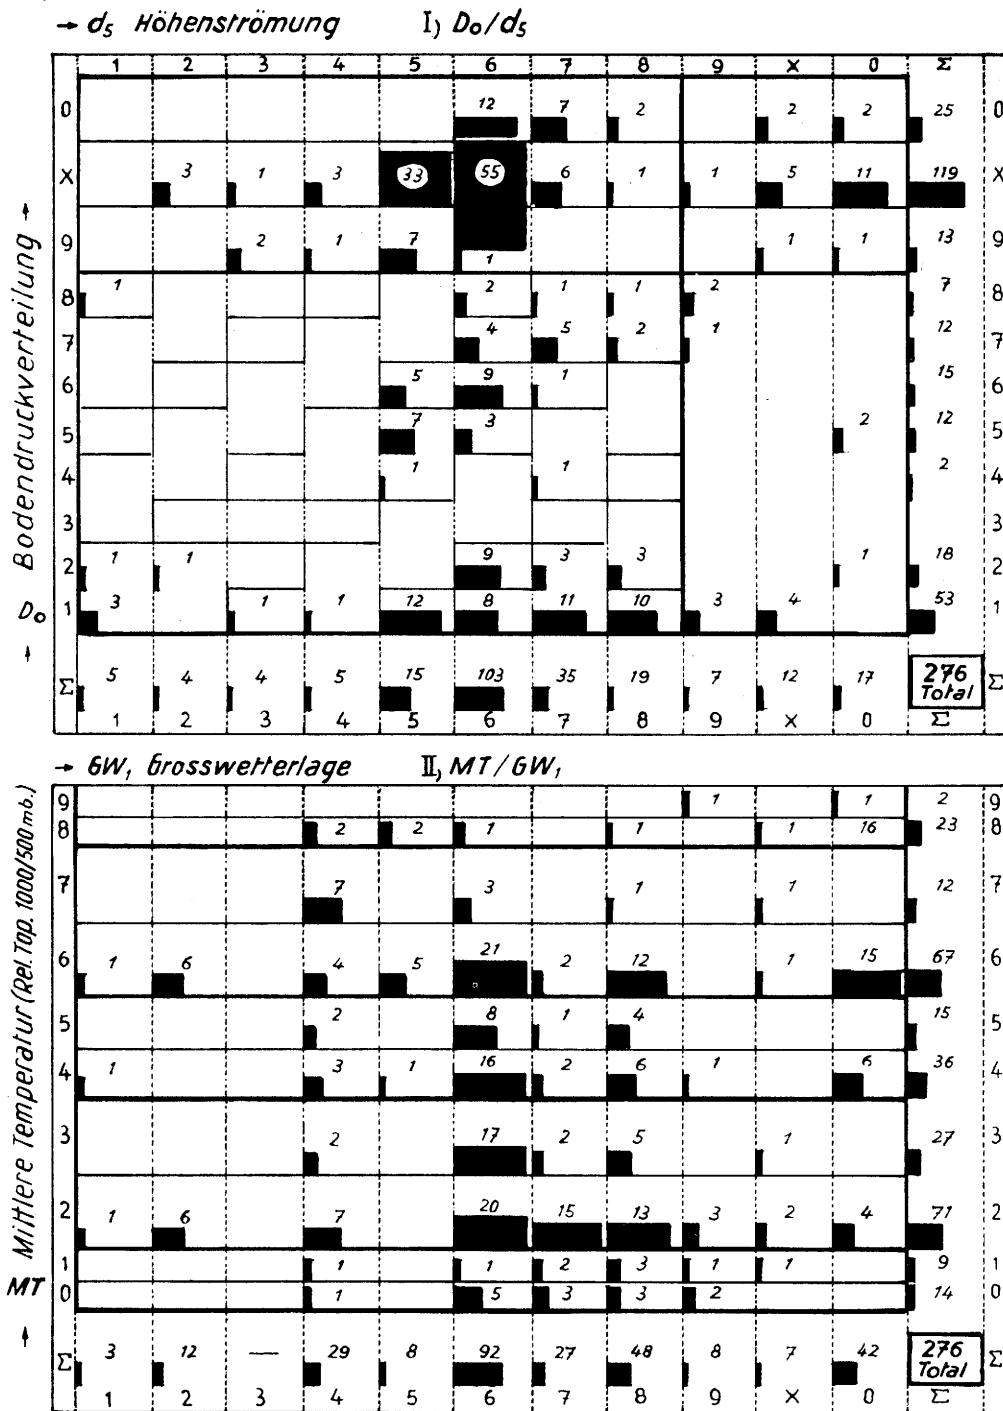 → d₅ Höhenströmung I) D₀/d₅
1 2 3 4 5 6 7 8 9 X 0 Σ
0 12 7 2 2 2 25 0
X 3 1 3 33 55 6 1 1 5 11 119 X
9 2 1 7 1 1 1 13 9
8 1 2 1 1 2 7 8
7 4 5 2 1 12 7
6 5 9 1 15 6
5 7 3 2 12 5
4 1 1 2 4
3 3
2 1 1 9 3 3 1 18 2
1 3 1 1 12 8 11 10 3 4 53 1
Σ 5 4 4 5 15 103 35 19 7 12 17 276 Total Σ
1 2 3 4 5 6 7 8 9 X 0 Σ
D₀ → Bodendruckverteilung →
→ GW₁ Grosswetterlage II) MT/GW₁
9 1 1 2 9
8 2 2 1 1 1 16 23 8
7 7 3 1 1 12 7
6 1 6 4 5 21 2 12 1 15 67 6
5 2 8 1 4 15 5
4 1 3 1 16 2 6 1 6 36 4
3 2 17 2 5 1 27 3
2 1 6 7 20 15 13 3 2 4 71 2
1 1 1 2 3 1 1 9 1
0 1 5 3 3 2 14 0
Σ 3 12 — 29 8 92 27 48 8 7 42 276 Total Σ
1 2 3 4 5 6 7 8 9 X 0 Σ
MT → Mittlere Temperatur (Rel. Top. 1000/500 mb.)